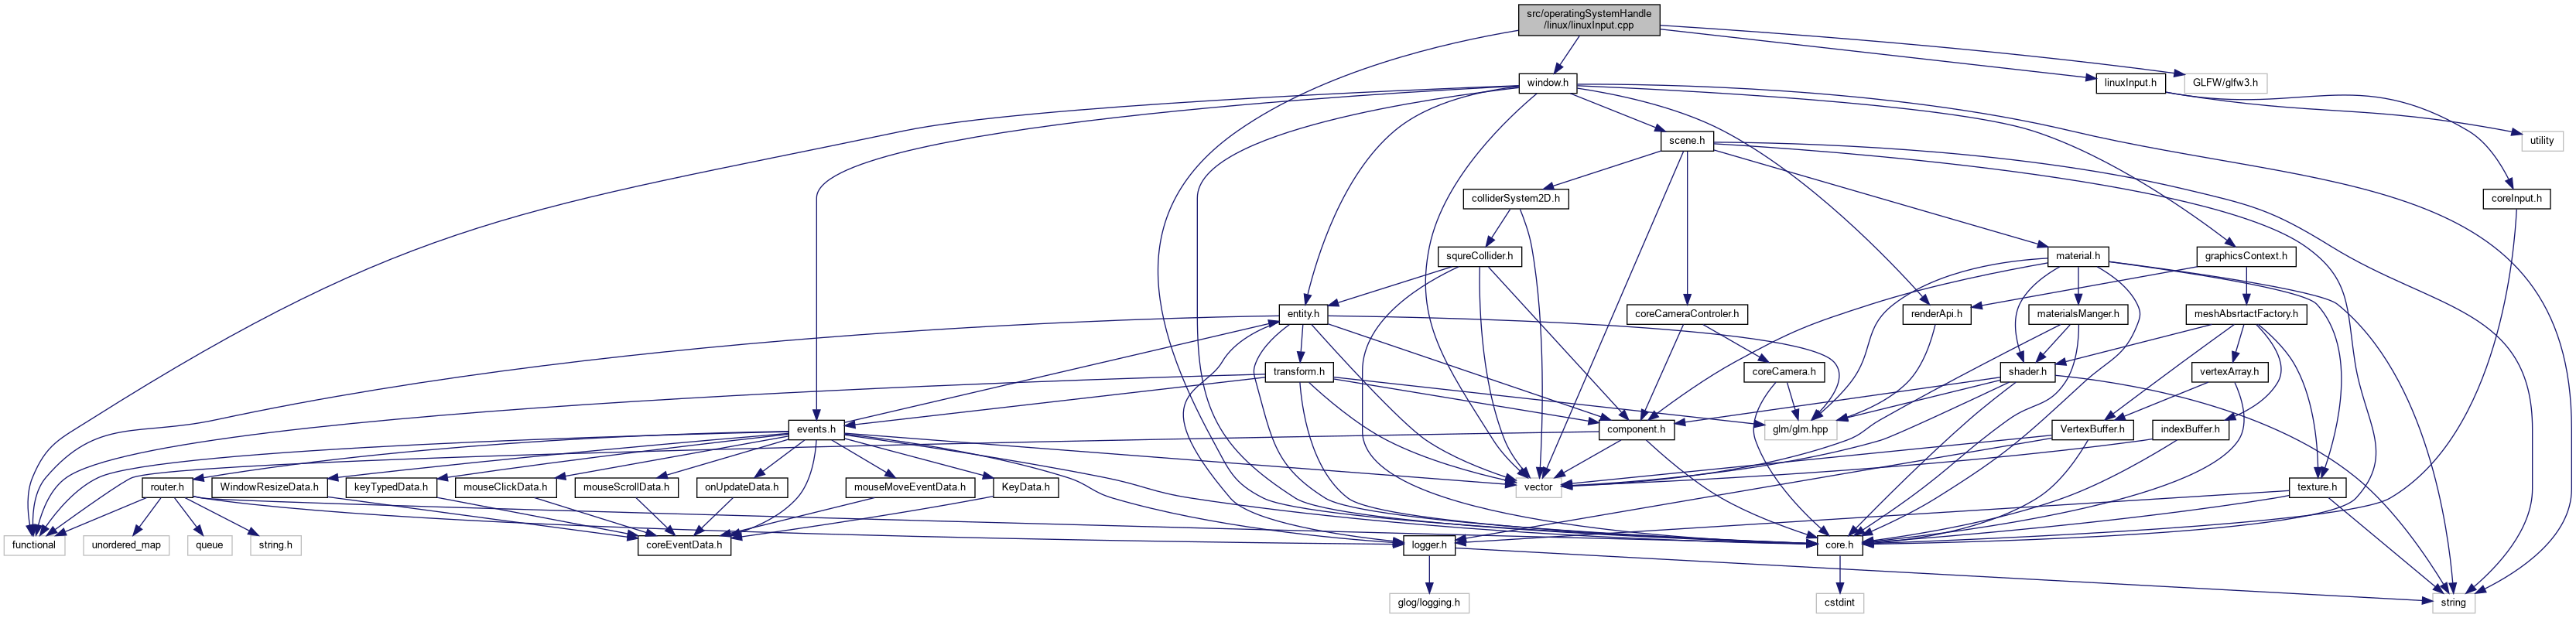 src/operatingSystemHandle
/linux/linuxInput.cpp
window.h
linuxInput.h
GLFW/glfw3.h
scene.h
utility
colliderSystem2D.h
coreInput.h
squreCollider.h
material.h
graphicsContext.h
entity.h
coreCameraControler.h
renderApi.h
materialsManger.h
meshAbsrtactFactory.h
transform.h
coreCamera.h
shader.h
vertexArray.h
events.h
component.h
glm/glm.hpp
VertexBuffer.h
indexBuffer.h
router.h
WindowResizeData.h
keyTypedData.h
mouseClickData.h
mouseScrollData.h
onUpdateData.h
mouseMoveEventData.h
KeyData.h
vector
texture.h
functional
unordered_map
queue
string.h
coreEventData.h
logger.h
core.h
glog/logging.h
cstdint
string